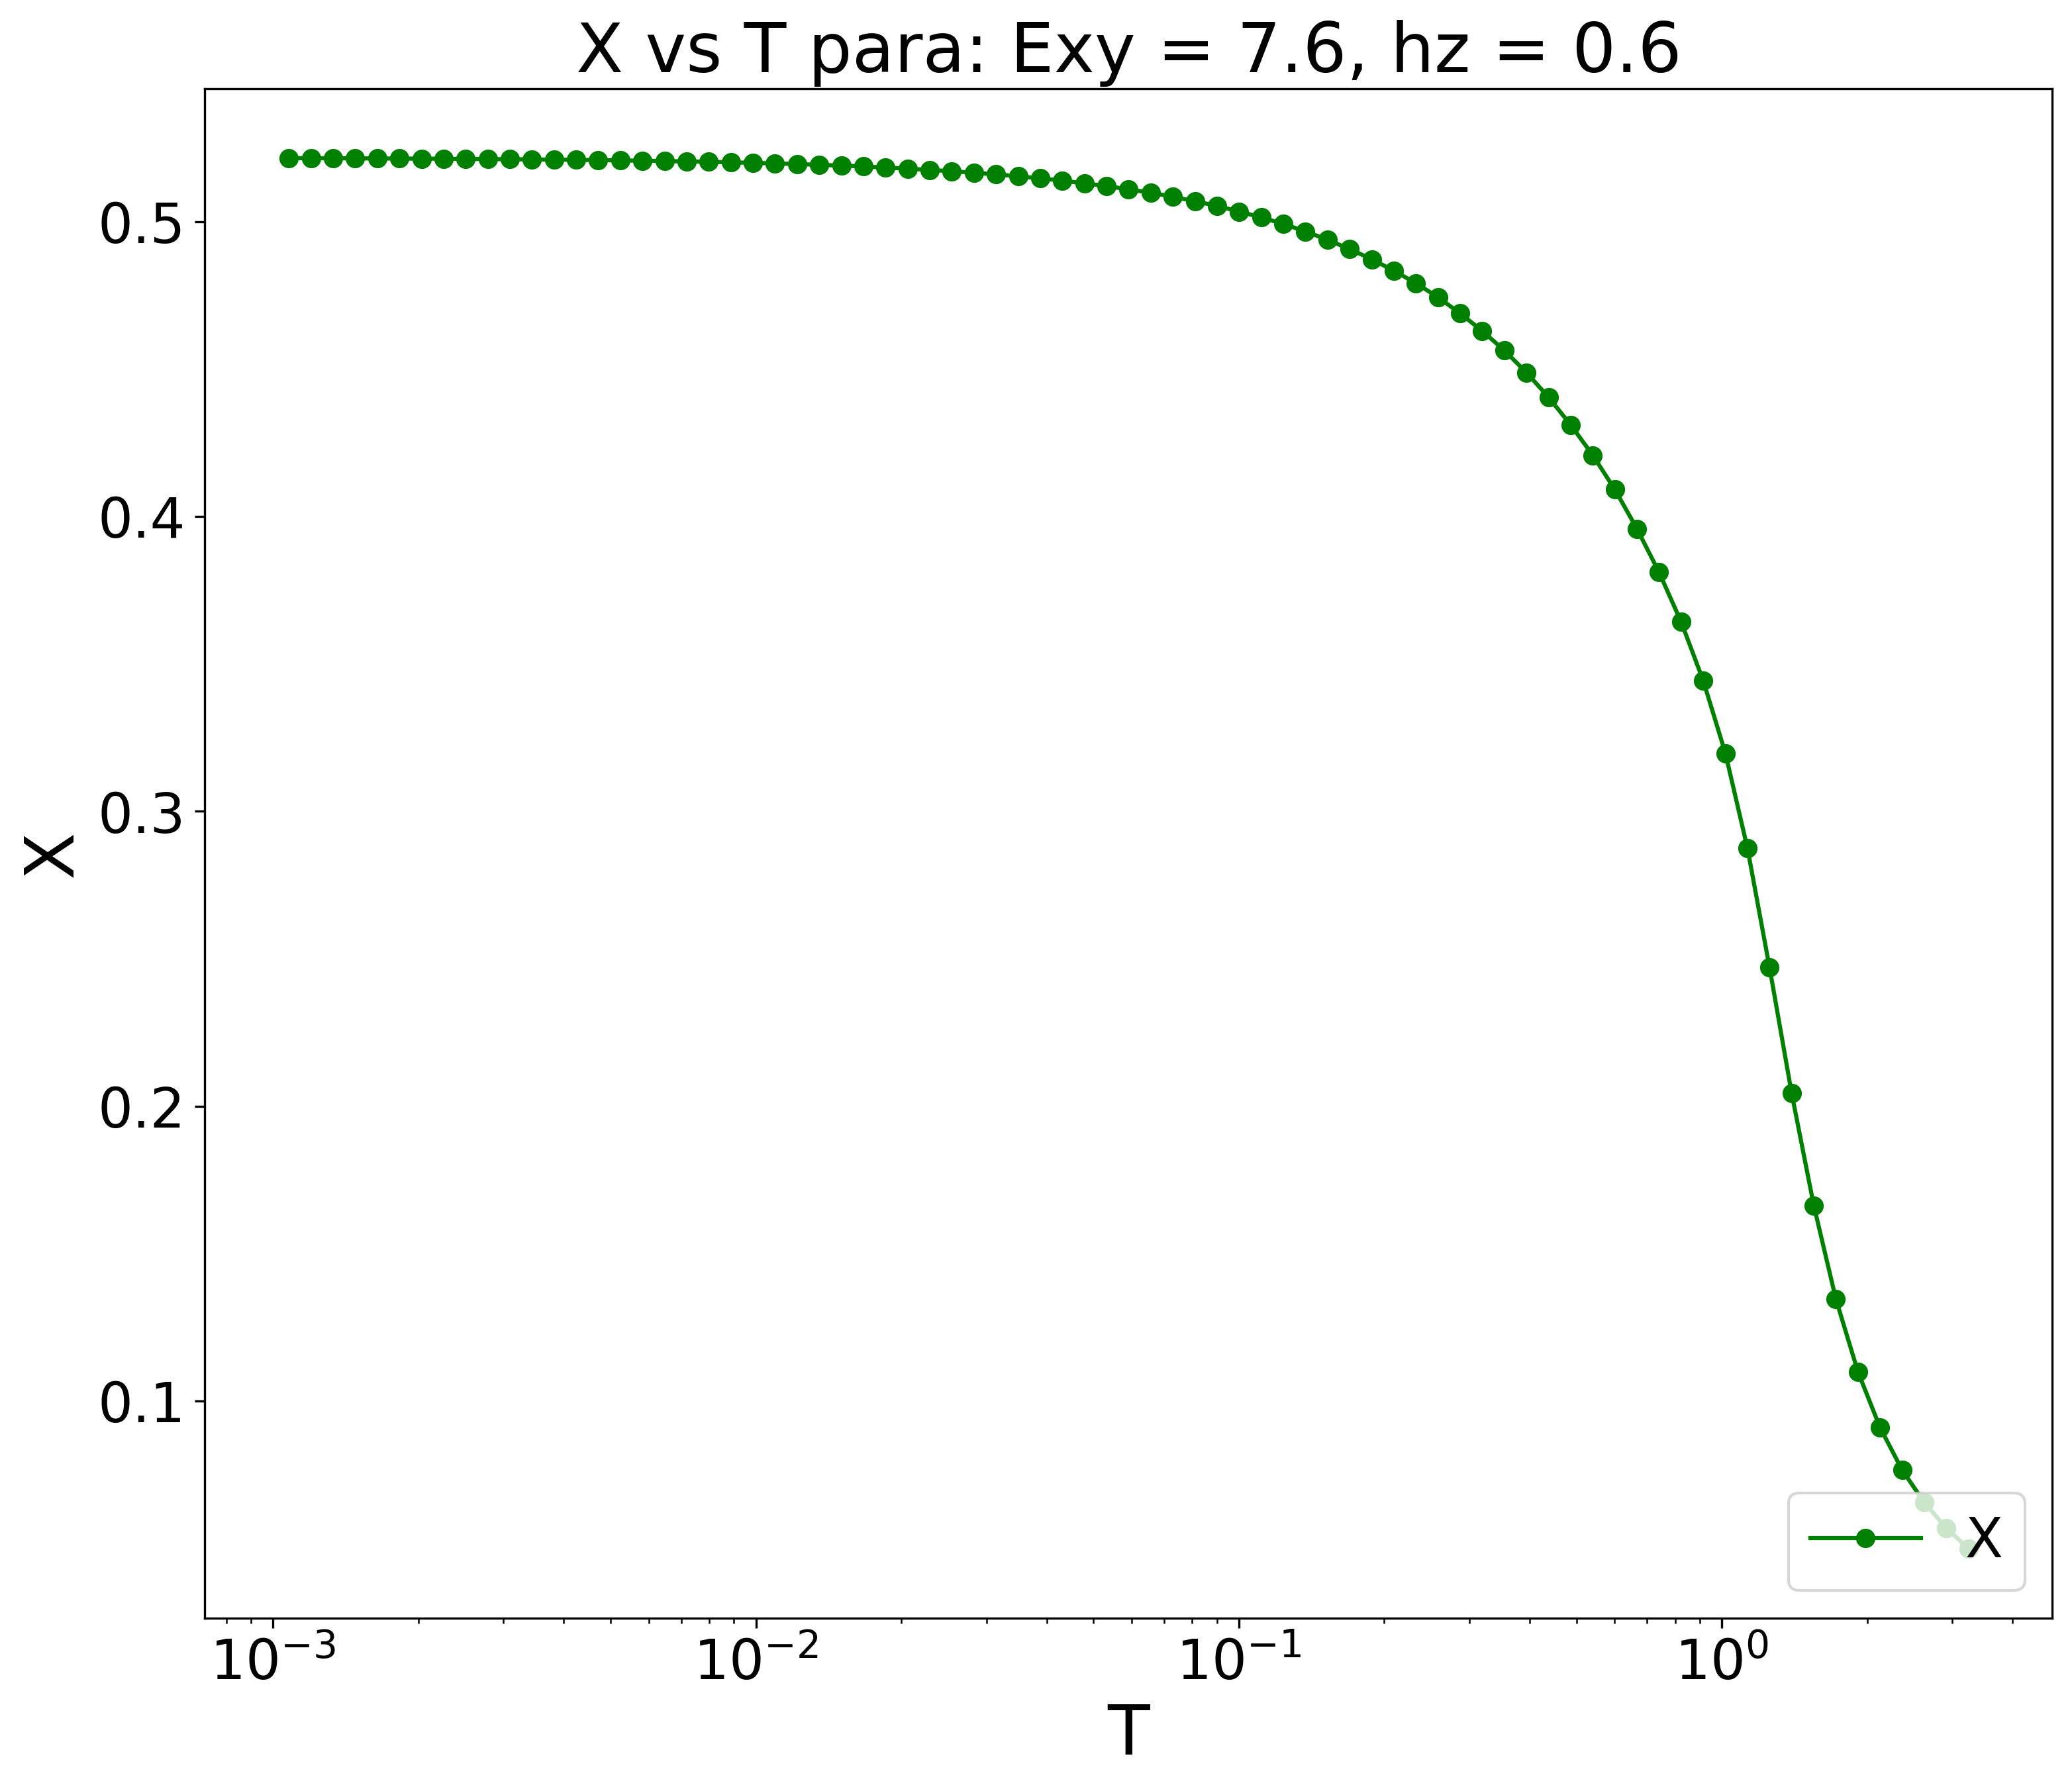 X vs T para: Exy = 7.6, hz = 0.6
0.5
0.4
0.3
0.2
0.1
X
X
10⁻³ 10⁻² 10⁻¹ 10⁰
T